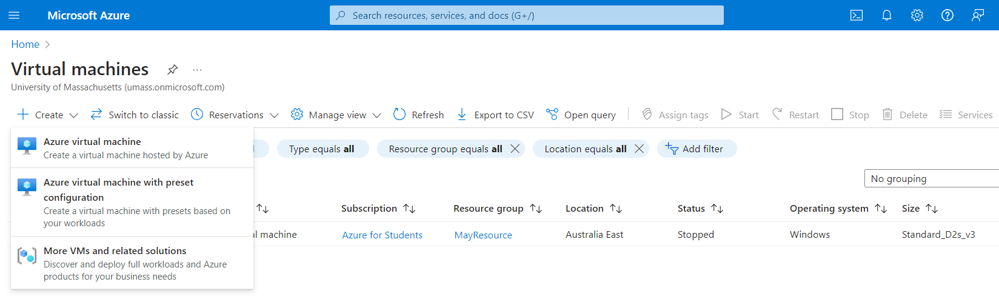 Microsoft Azure
Search resources, services, and docs (G+/)
Home
Virtual machines
University of Massachusetts (umass.onmicrosoft.com)
Create Switch to classic Reservations Manage view Refresh Export to CSV Open query Assign tags Start Restart Stop Delete Services
Azure virtual machine
Create a virtual machine hosted by Azure
Azure virtual machine with preset
configuration
Create a virtual machine with presets based on
your workloads
More VMs and related solutions
Discover and deploy full workloads and Azure
products for your business needs
Type equals all Resource group equals all Location equals all Add filter
No grouping
Subscription Resource group Location Status Operating system Size
machine Azure for Students MayResource Australia East Stopped Windows Standard_D2s_v3